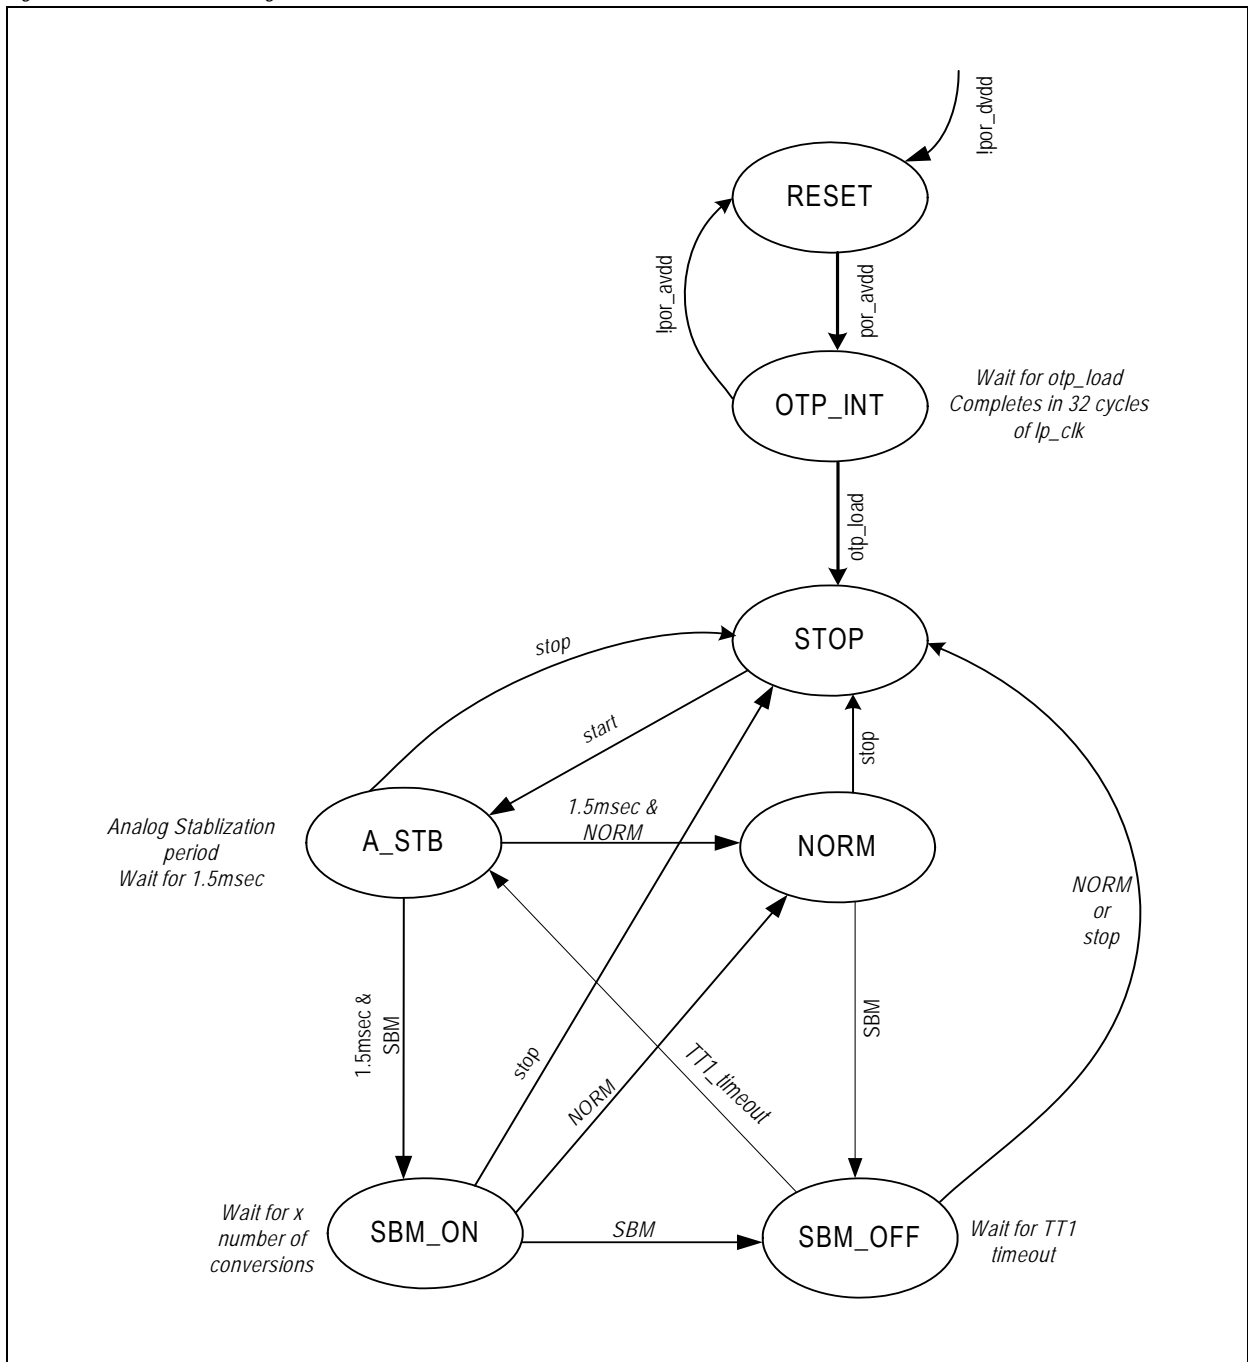 !por_dvdd
RESET
!por_avdd
por_avdd
OTP_INT
Wait for otp_load
Completes in 32 cycles
of lp_clk
otp_load
STOP
stop
start
stop
1.5msec &
NORM
Analog Stablization
period
Wait for 1.5msec
A_STB
NORM
NORM
or
stop
1.5msec &
SBM
stop
NORM
TT1_timeout
SBM
Wait for x
number of
conversions
SBM_ON
SBM
SBM_OFF
Wait for TT1
timeout